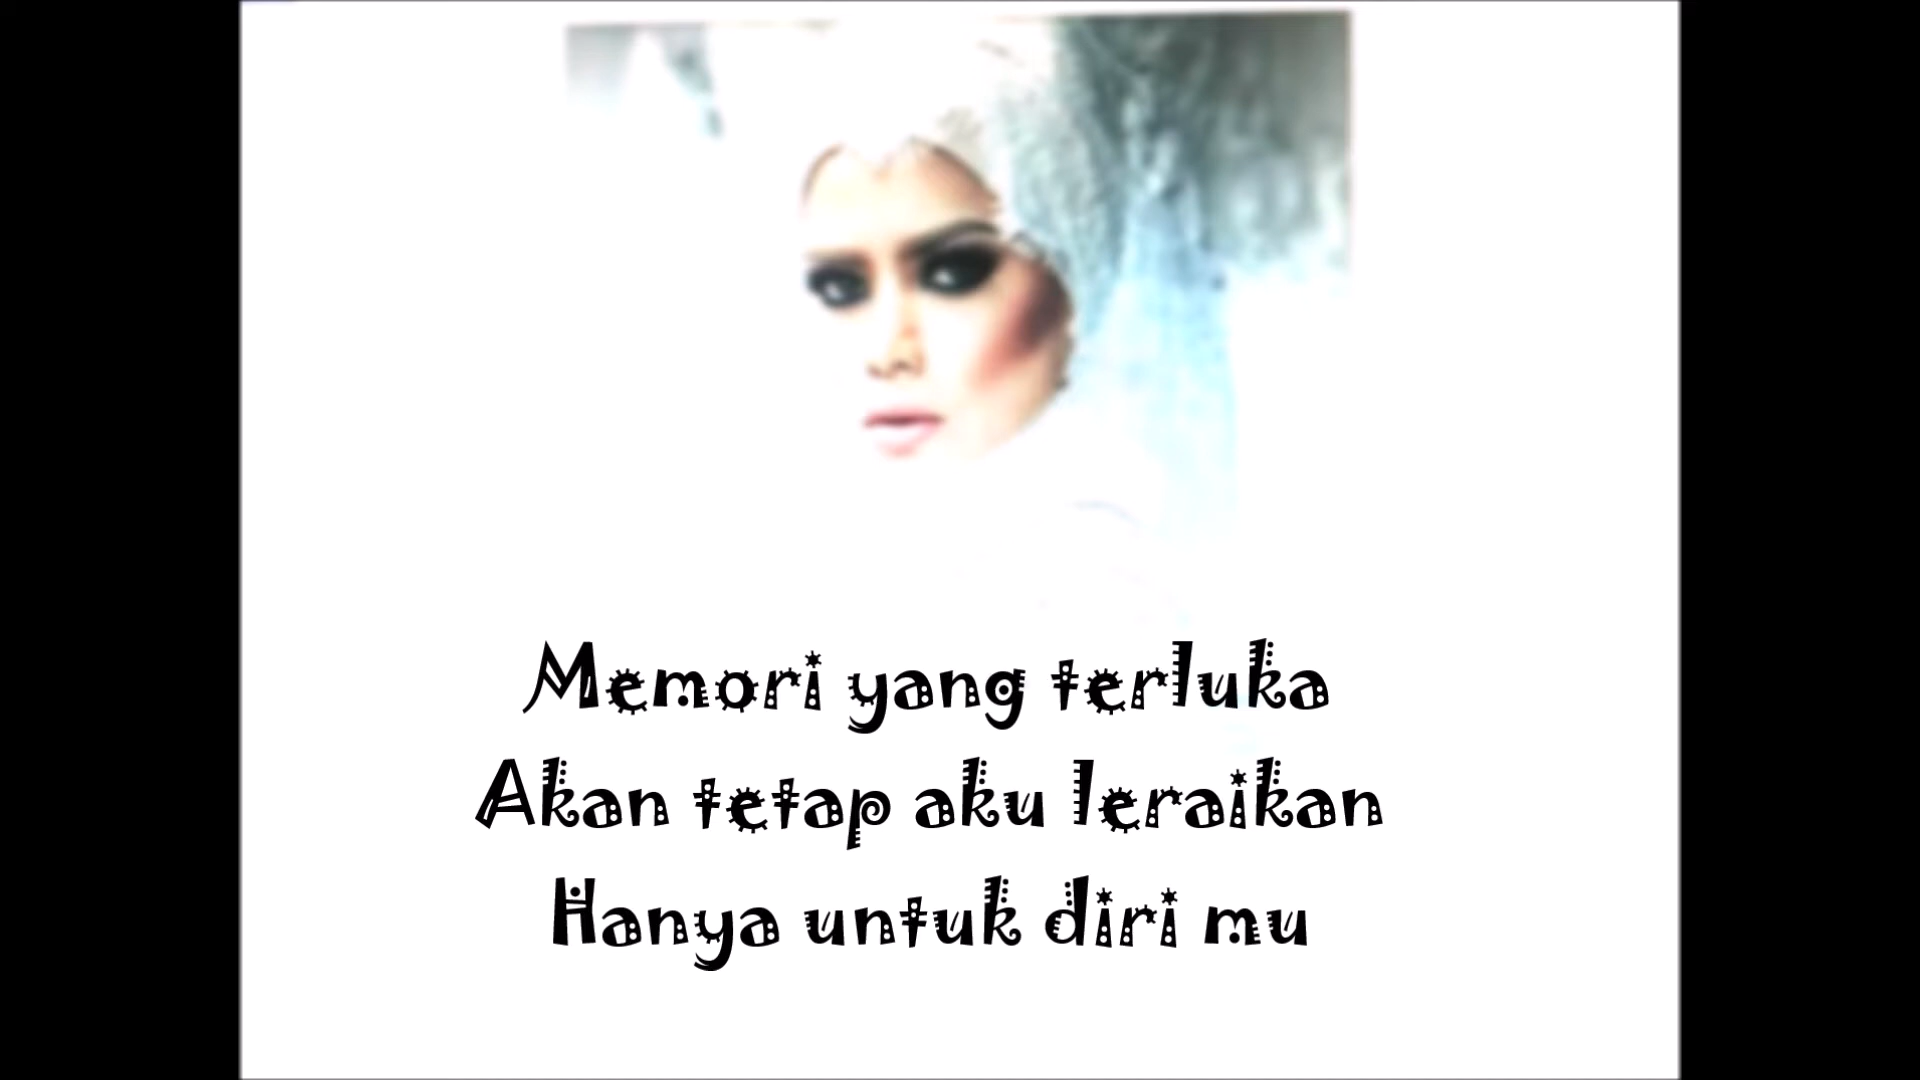 Memori yang terluka
Akan tetap aku leraikan
Hanya untuk diri mu